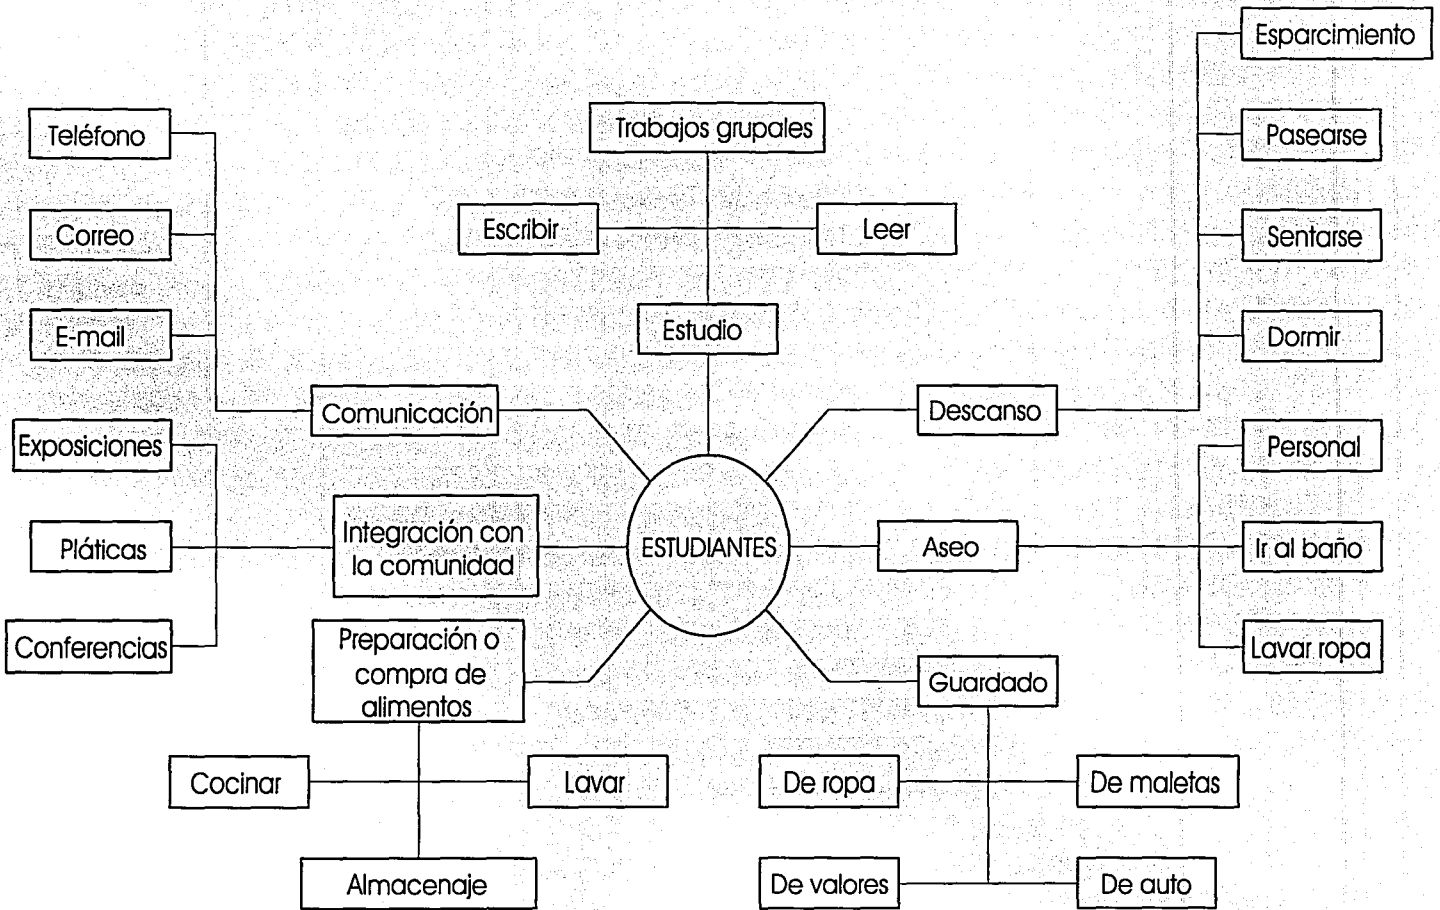 Esparcimiento
Teléfono
Trabajos grupales
Pasearse
Correo
Escribir
Leer
Sentarse
E-mail
Estudio
Dormir
Comunicación
Descanso
Exposiciones
Personal
Pláticas
Integración con
la comunidad
ESTUDIANTES
Aseo
Ir al baño
Conferencias
Preparación o
compra de
alimentos
Guardado
Lavar ropa
Cocinar
Lavar
De ropa
De maletas
Almacenaje
De valores
De auto